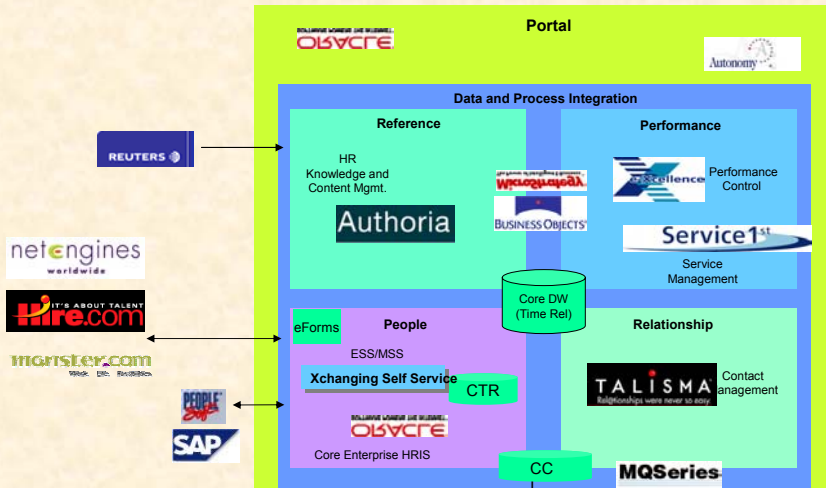 Portal
ORACLE
Autonomy
Data and Process Integration
Reference
Performance
REUTERS
HR
Knowledge and
Content Mgmt.
Authoria
MicroStrategy
BUSINESS OBJECTS
eXcellence
Performance
Control
Service1st
Service
Management
netengines
worldwide
IT'S ABOUT TALENT
Hire.com
monster.com
Core DW
(Time Rel)
eForms
People
Relationship
ESS/MSS
Xchanging Self Service
CTR
TALISMA
Relationships were never so easy
Contact
anagement
PEOPLE
Soft
SAP
ORACLE
Core Enterprise HRIS
CC
MQSeries